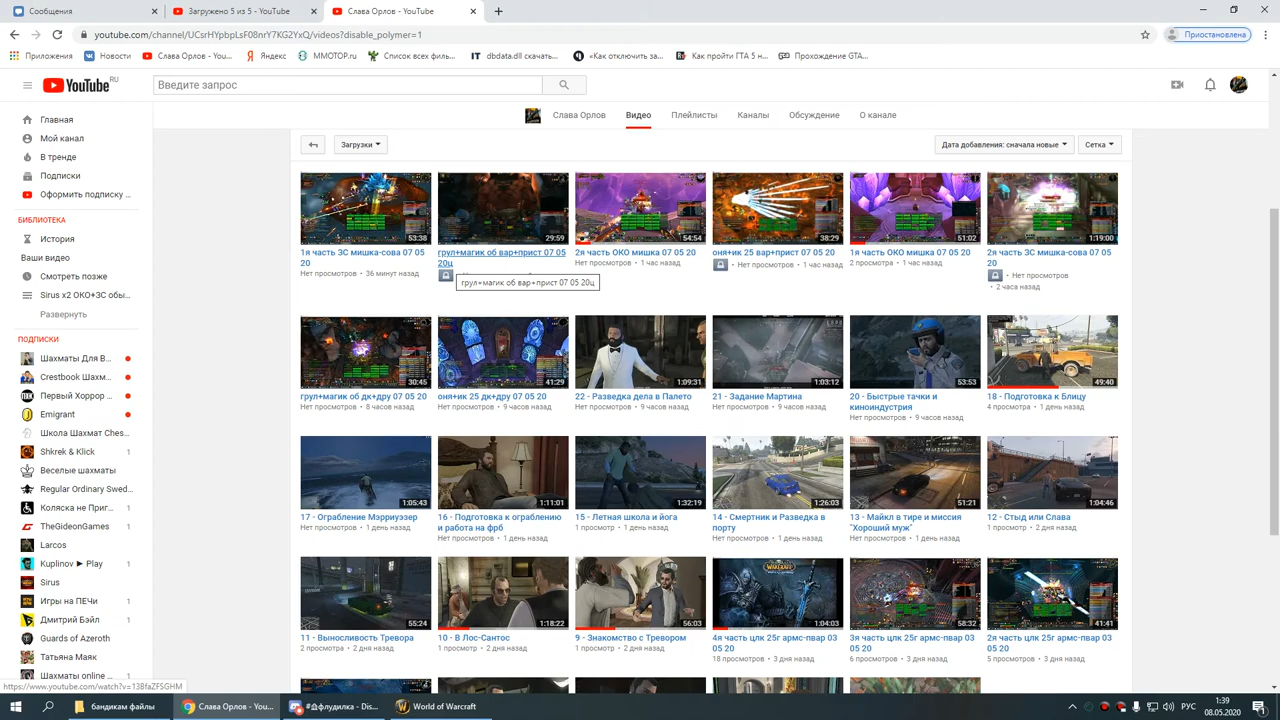 Сообщения
Загружено 5 из 5 - YouTube
Слава Орлов - YouTube
youtube.com/channel/UCsrHYpbpLsF08nrY7KG2YxQ/videos?disable_polymer=1
Приостановлена
Приложения
Новости
Слава Орлов - You...
Яндекс
MMOTOP.ru
Список всех фил...
dbdata.dll скачать...
«Как отключить за...
Как пройти ГТА 5 н...
Прохождение GTA...
YouTube RU
Введите запрос
Главная
Мой канал
В тренде
Подписки
Оформить подписку ...
БИБЛИОТЕКА
История
Ваши видео
Смотреть позже
Sirus x2 ОКО+ЗС обы...
Развернуть
ПОДПИСКИ
Шахматы Для В...
Crestbook Шахм...
Первый Хоррор ...
Emigrant
Школа Шахмат Ches...
Shkrek & Klick 1
Веселые шахматы
Regular Ordinary Swed...
Коляска не Приг... 1
TheGideonGames 1
Larcos
Kuplinov ► Play 1
Sirus
Игры на ПЕЧи 1
Дмитрий Бэйл 1
Guards of Azeroth
Татьяна Маяк
Шахматы online ...
Слава Орлов
Видео
Плейлисты
Каналы
Обсуждение
О канале
Загрузки
Дата добавления: сначала новые
Сетка
53:38
29:59
54:54
38:29
51:02
1:19:00
1я часть ЗС мишка-сова 07 05
20
Нет просмотров • 36 минут назад
грул+магик об вар+прист 07 05
20ц
грул+магик об вар+прист 07 05 20ц
2я часть ОКО мишка 07 05 20
Нет просмотров • 1 час назад
оня+ик 25 вар+прист 07 05 20
• Нет просмотров • 1 час назад
1я часть ОКО мишка 07 05 20
2 просмотра • 1 час назад
2я часть ЗС мишка-сова 07 05
20
• Нет просмотров
• 2 часа назад
30:45
41:29
1:09:31
1:03:12
53:53
49:40
грул+магик об дк+дру 07 05 20
Нет просмотров • 8 часов назад
оня+ик 25 дк+дру 07 05 20
Нет просмотров • 9 часов назад
22 - Разведка дела в Палето
Нет просмотров • 9 часов назад
21 - Задание Мартина
Нет просмотров • 9 часов назад
20 - Быстрые тачки и
киноиндустрия
Нет просмотров • 9 часов назад
18 - Подготовка к Блицу
4 просмотра • 1 день назад
1:05:43
1:11:01
1:32:19
1:26:03
51:21
1:04:46
17 - Ограбление Мэрриуэзер
Нет просмотров • 1 день назад
16 - Подготовка к ограблению
и работа на фрб
Нет просмотров • 1 день назад
15 - Летная школа и йога
1 просмотр • 1 день назад
14 - Смертник и Разведка в
порту
Нет просмотров • 1 день назад
13 - Майкл в тире и миссия
"Хороший муж"
Нет просмотров • 1 день назад
12 - Стыд или Слава
1 просмотр • 2 дня назад
55:24
1:18:22
56:03
1:04:03
58:32
41:41
11 - Выносливость Тревора
2 просмотра • 2 дня назад
10 - В Лос-Сантос
1 просмотр • 2 дня назад
9 - Знакомство с Тревором
1 просмотр • 2 дня назад
4я часть цлк 25г армс-пвар 03
05 20
18 просмотров • 3 дня назад
3я часть цлк 25г армс-пвар 03
05 20
6 просмотров • 3 дня назад
2я часть цлк 25г армс-пвар 03
05 20
5 просмотров • 3 дня назад
https://www.youtube.com/watch?v=13BfaZFSGHM
бандикам файлы
Слава Орлов - You...
World of Warcraft
РУС
1:39
08.05.2020